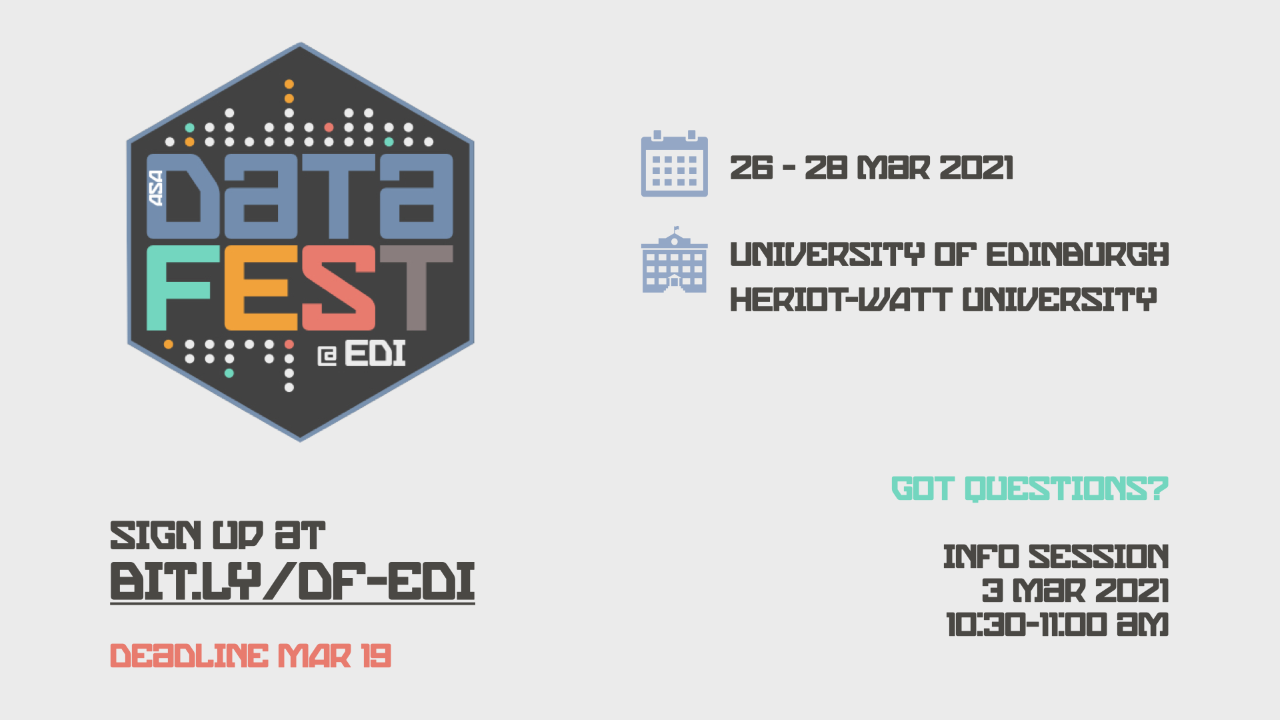 ASA
DATA
FEST
@ EDI
26 - 28 MAR 2021
UNIVERSITY OF EDINBURGH
HERIOT-WATT UNIVERSITY
SIGN UP AT
BIT.LY/DF-EDI
DEADLINE MAR 19
GOT QUESTIONS?
INFO SESSION
3 MAR 2021
10:30-11:00 AM